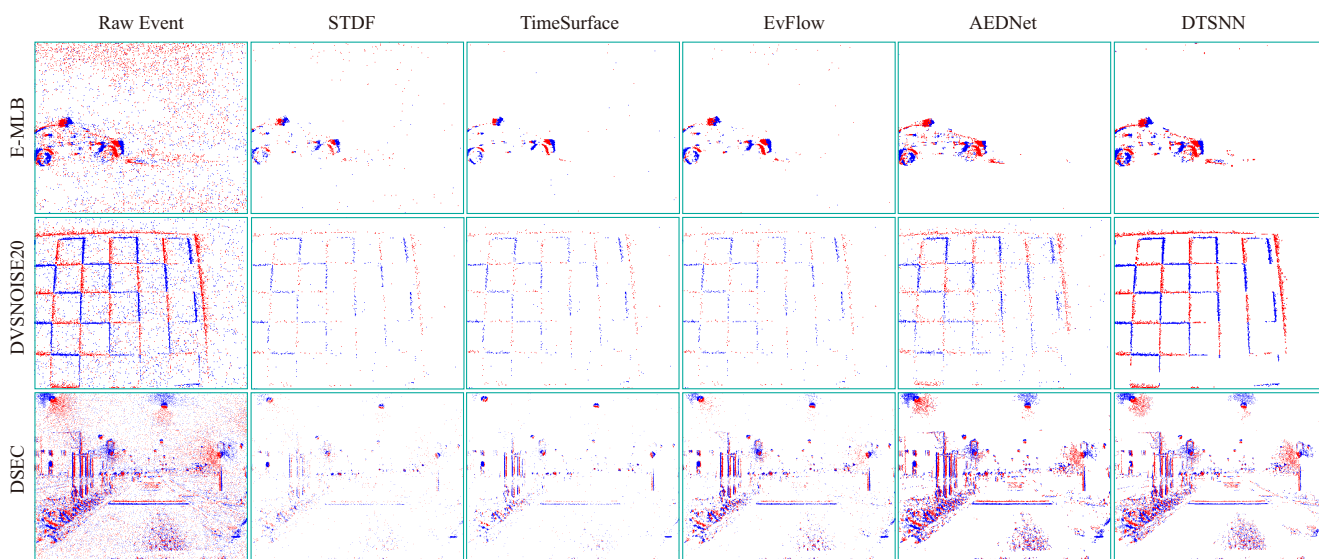 Raw Event STDF TimeSurface EvFlow AEDNet DTSNN
E-MLB
DVSNOISE20
DSEC